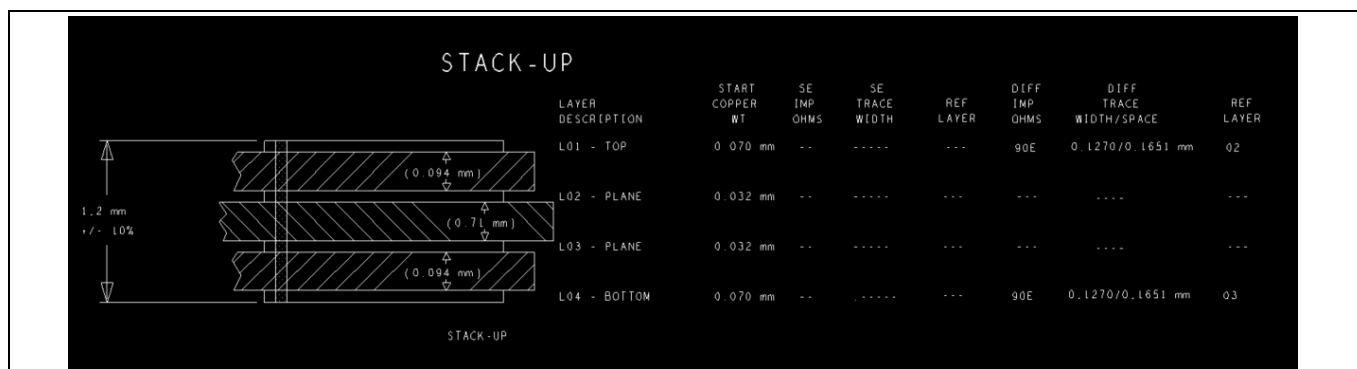 STACK-UP
LAYER DESCRIPTION START COPPER WT SE IMP OHMS SE TRACE WIDTH REF LAYER DIFF IMP OHMS DIFF TRACE WIDTH/SPACE REF LAYER
L01 - TOP 0.070 mm -- ----- --- 90E 0.1270/0.1651 mm 02
(0.094 mm)
L02 - PLANE 0.032 mm -- ----- --- --- ---- ---
1.2 mm
+/- 10%
(0.71 mm)
L03 - PLANE 0.032 mm -- ----- --- --- ---- ---
(0.094 mm)
L04 - BOTTOM 0.070 mm -- .----- --- 90E 0.1270/0.1651 mm 03
STACK-UP